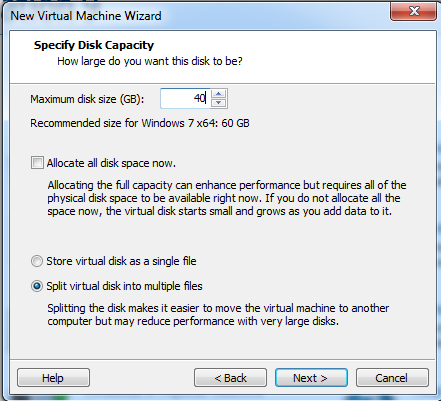 New Virtual Machine Wizard
Specify Disk Capacity
How large do you want this disk to be?
Maximum disk size (GB): 40
Recommended size for Windows 7 x64: 60 GB
Allocate all disk space now.
Allocating the full capacity can enhance performance but requires all of the
physical disk space to be available right now. If you do not allocate all the
space now, the virtual disk starts small and grows as you add data to it.
Store virtual disk as a single file
Split virtual disk into multiple files
Splitting the disk makes it easier to move the virtual machine to another
computer but may reduce performance with very large disks.
Help < Back Next > Cancel